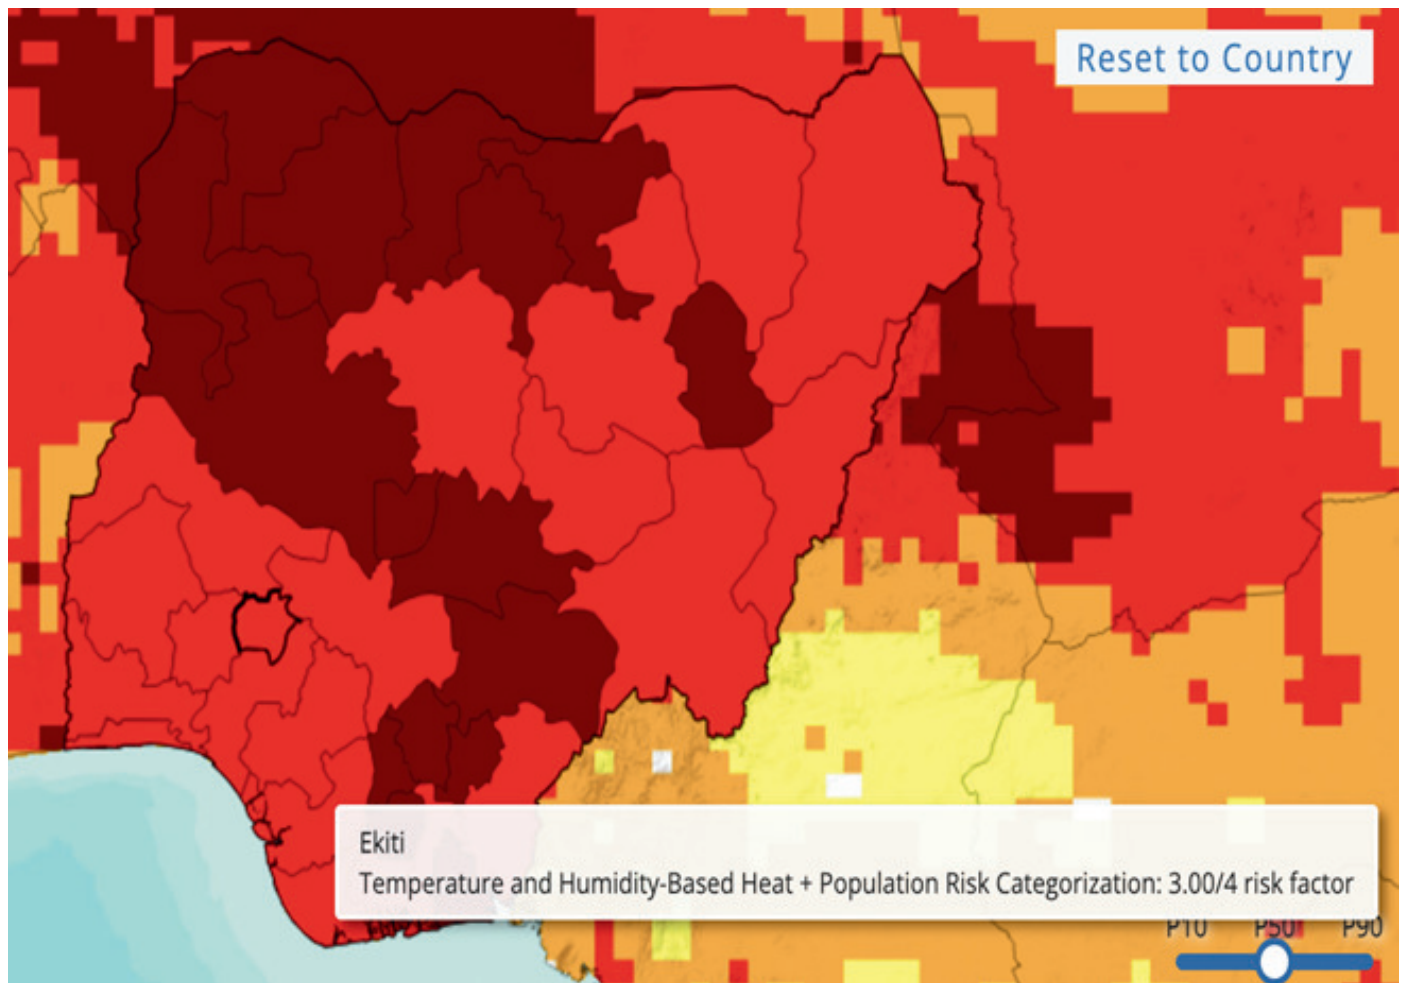 Reset to Country
Ekiti
Temperature and Humidity-Based Heat + Population Risk Categorization: 3.00/4 risk factor
P10 P50 P90